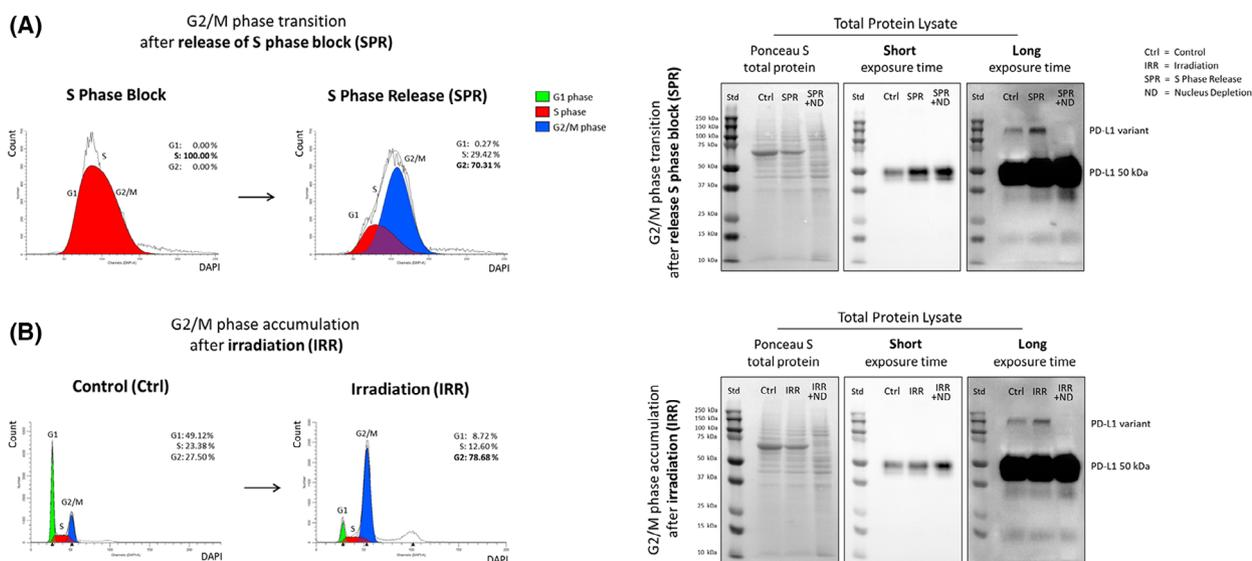 (A)
G2/M phase transition
after release of S phase block (SPR)
S Phase Block
Count
G1: 0.00 %
S: 100.00 %
G2: 0.00 %
S
G1
G2/M
DAPI
S Phase Release (SPR)
Count
G1: 0.27 %
S: 29.42 %
G2: 70.31 %
G2/M
S
G1
DAPI
G1 phase
S phase
G2/M phase
G2/M phase transition
after release S phase block (SPR)
Total Protein Lysate
Ponceau S
total protein
Short
exposure time
Long
exposure time
Std Ctrl SPR SPR
+ND
250 kDa
150 kDa
100 kDa
75 kDa
50 kDa
37 kDa
25 kDa
15 kDa
10 kDa
Std Ctrl SPR SPR
+ND
Std Ctrl SPR SPR
+ND
PD-L1 variant
PD-L1 50 kDa
Ctrl = Control
IRR = Irradiation
SPR = S Phase Release
ND = Nucleus Depletion
(B)
G2/M phase accumulation
after irradiation (IRR)
Control (Ctrl)
Count
G1
G1: 49.12 %
S: 23.38 %
G2: 27.50 %
G2/M
S
DAPI
Irradiation (IRR)
Count
G2/M
G1: 8.72 %
S: 12.60 %
G2: 78.68 %
G1
S
DAPI
G2/M phase accumulation
after irradiation (IRR)
Total Protein Lysate
Ponceau S
total protein
Short
exposure time
Long
exposure time
Std Ctrl IRR IRR
+ND
250 kDa
150 kDa
100 kDa
75 kDa
50 kDa
37 kDa
25 kDa
15 kDa
10 kDa
Std Ctrl IRR IRR
+ND
Std Ctrl IRR IRR
+ND
PD-L1 variant
PD-L1 50 kDa